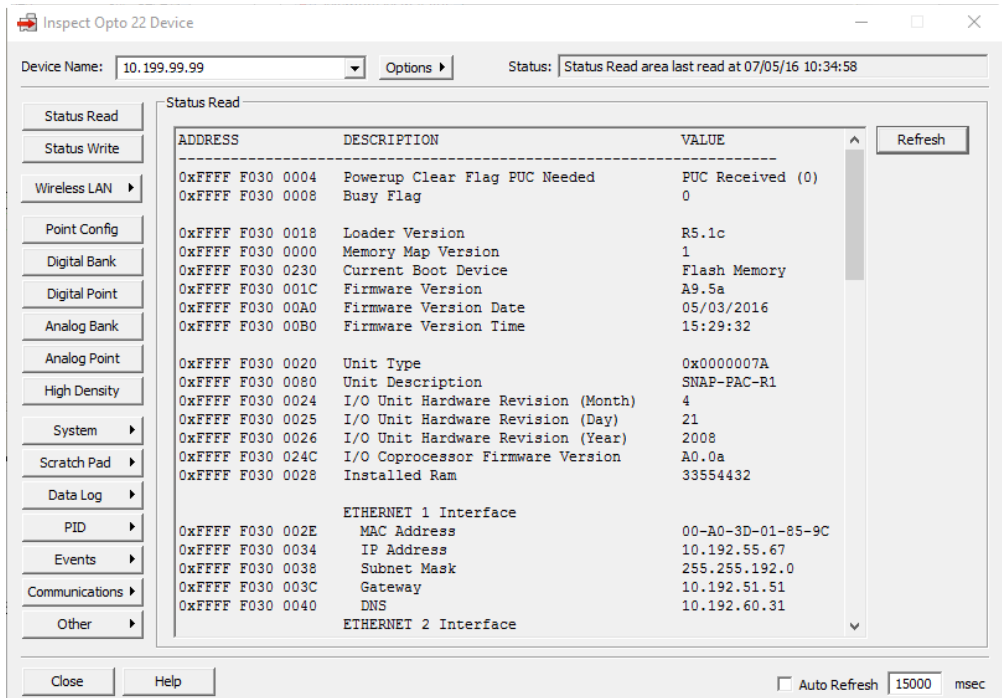 Inspect Opto 22 Device
Device Name: 10.199.99.99 Options Status: Status Read area last read at 07/05/16 10:34:58
Status Read
Status Write
Wireless LAN
Point Config
Digital Bank
Digital Point
Analog Bank
Analog Point
High Density
System
Scratch Pad
Data Log
PID
Events
Communications
Other
Status Read
ADDRESS DESCRIPTION VALUE
------------------------------------------------------------------------
0xFFFF F030 0004 Powerup Clear Flag PUC Needed PUC Received (0)
0xFFFF F030 0008 Busy Flag 0
0xFFFF F030 0018 Loader Version R5.1c
0xFFFF F030 0000 Memory Map Version 1
0xFFFF F030 0230 Current Boot Device Flash Memory
0xFFFF F030 001C Firmware Version A9.5a
0xFFFF F030 00A0 Firmware Version Date 05/03/2016
0xFFFF F030 00B0 Firmware Version Time 15:29:32
0xFFFF F030 0020 Unit Type 0x0000007A
0xFFFF F030 0080 Unit Description SNAP-PAC-R1
0xFFFF F030 0024 I/O Unit Hardware Revision (Month) 4
0xFFFF F030 0025 I/O Unit Hardware Revision (Day) 21
0xFFFF F030 0026 I/O Unit Hardware Revision (Year) 2008
0xFFFF F030 024C I/O Coprocessor Firmware Version A0.0a
0xFFFF F030 0028 Installed Ram 33554432
ETHERNET 1 Interface
0xFFFF F030 002E MAC Address 00-A0-3D-01-85-9C
0xFFFF F030 0034 IP Address 10.192.55.67
0xFFFF F030 0038 Subnet Mask 255.255.192.0
0xFFFF F030 003C Gateway 10.192.51.51
0xFFFF F030 0040 DNS 10.192.60.31
ETHERNET 2 Interface
Refresh
Close Help Auto Refresh 15000 msec